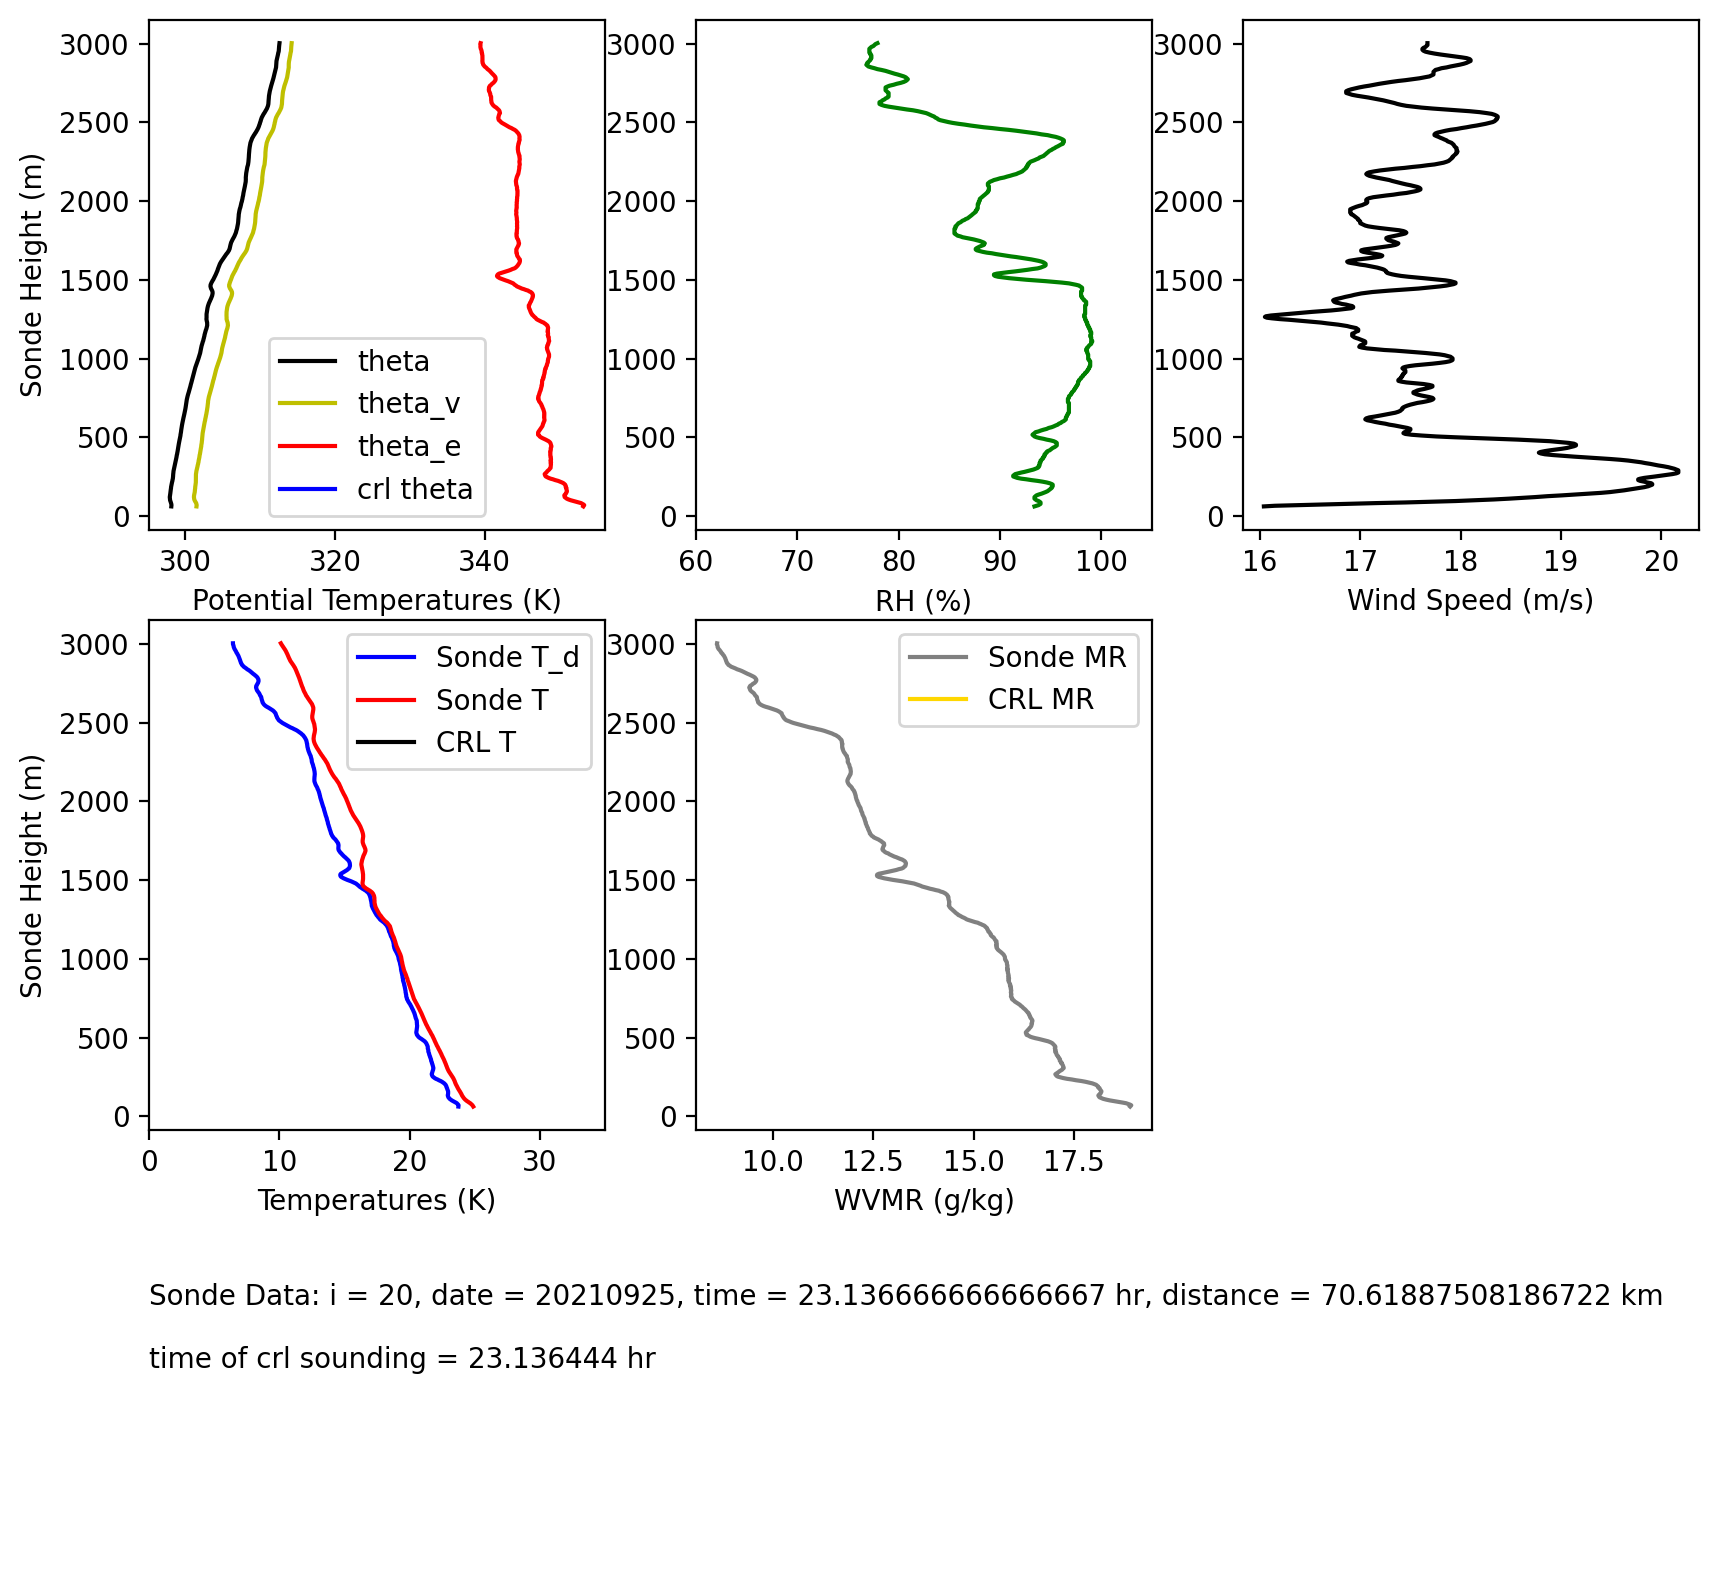 Sonde Height (m)
3000
2500
2000
1500
1000
500
0
theta
theta_v
theta_e
crl theta
300 320 340
Potential Temperatures (K)
3000
2500
2000
1500
1000
500
0
60 70 80 90 100
RH (%)
3000
2500
2000
1500
1000
500
0
16 17 18 19 20
Wind Speed (m/s)
Sonde Height (m)
3000
2500
2000
1500
1000
500
0
Sonde T_d
Sonde T
CRL T
0 10 20 30
Temperatures (K)
3000
2500
2000
1500
1000
500
0
Sonde MR
CRL MR
10.0 12.5 15.0 17.5
WVMR (g/kg)
Sonde Data: i = 20, date = 20210925, time = 23.136666666666667 hr, distance = 70.61887508186722 km
time of crl sounding = 23.136444 hr